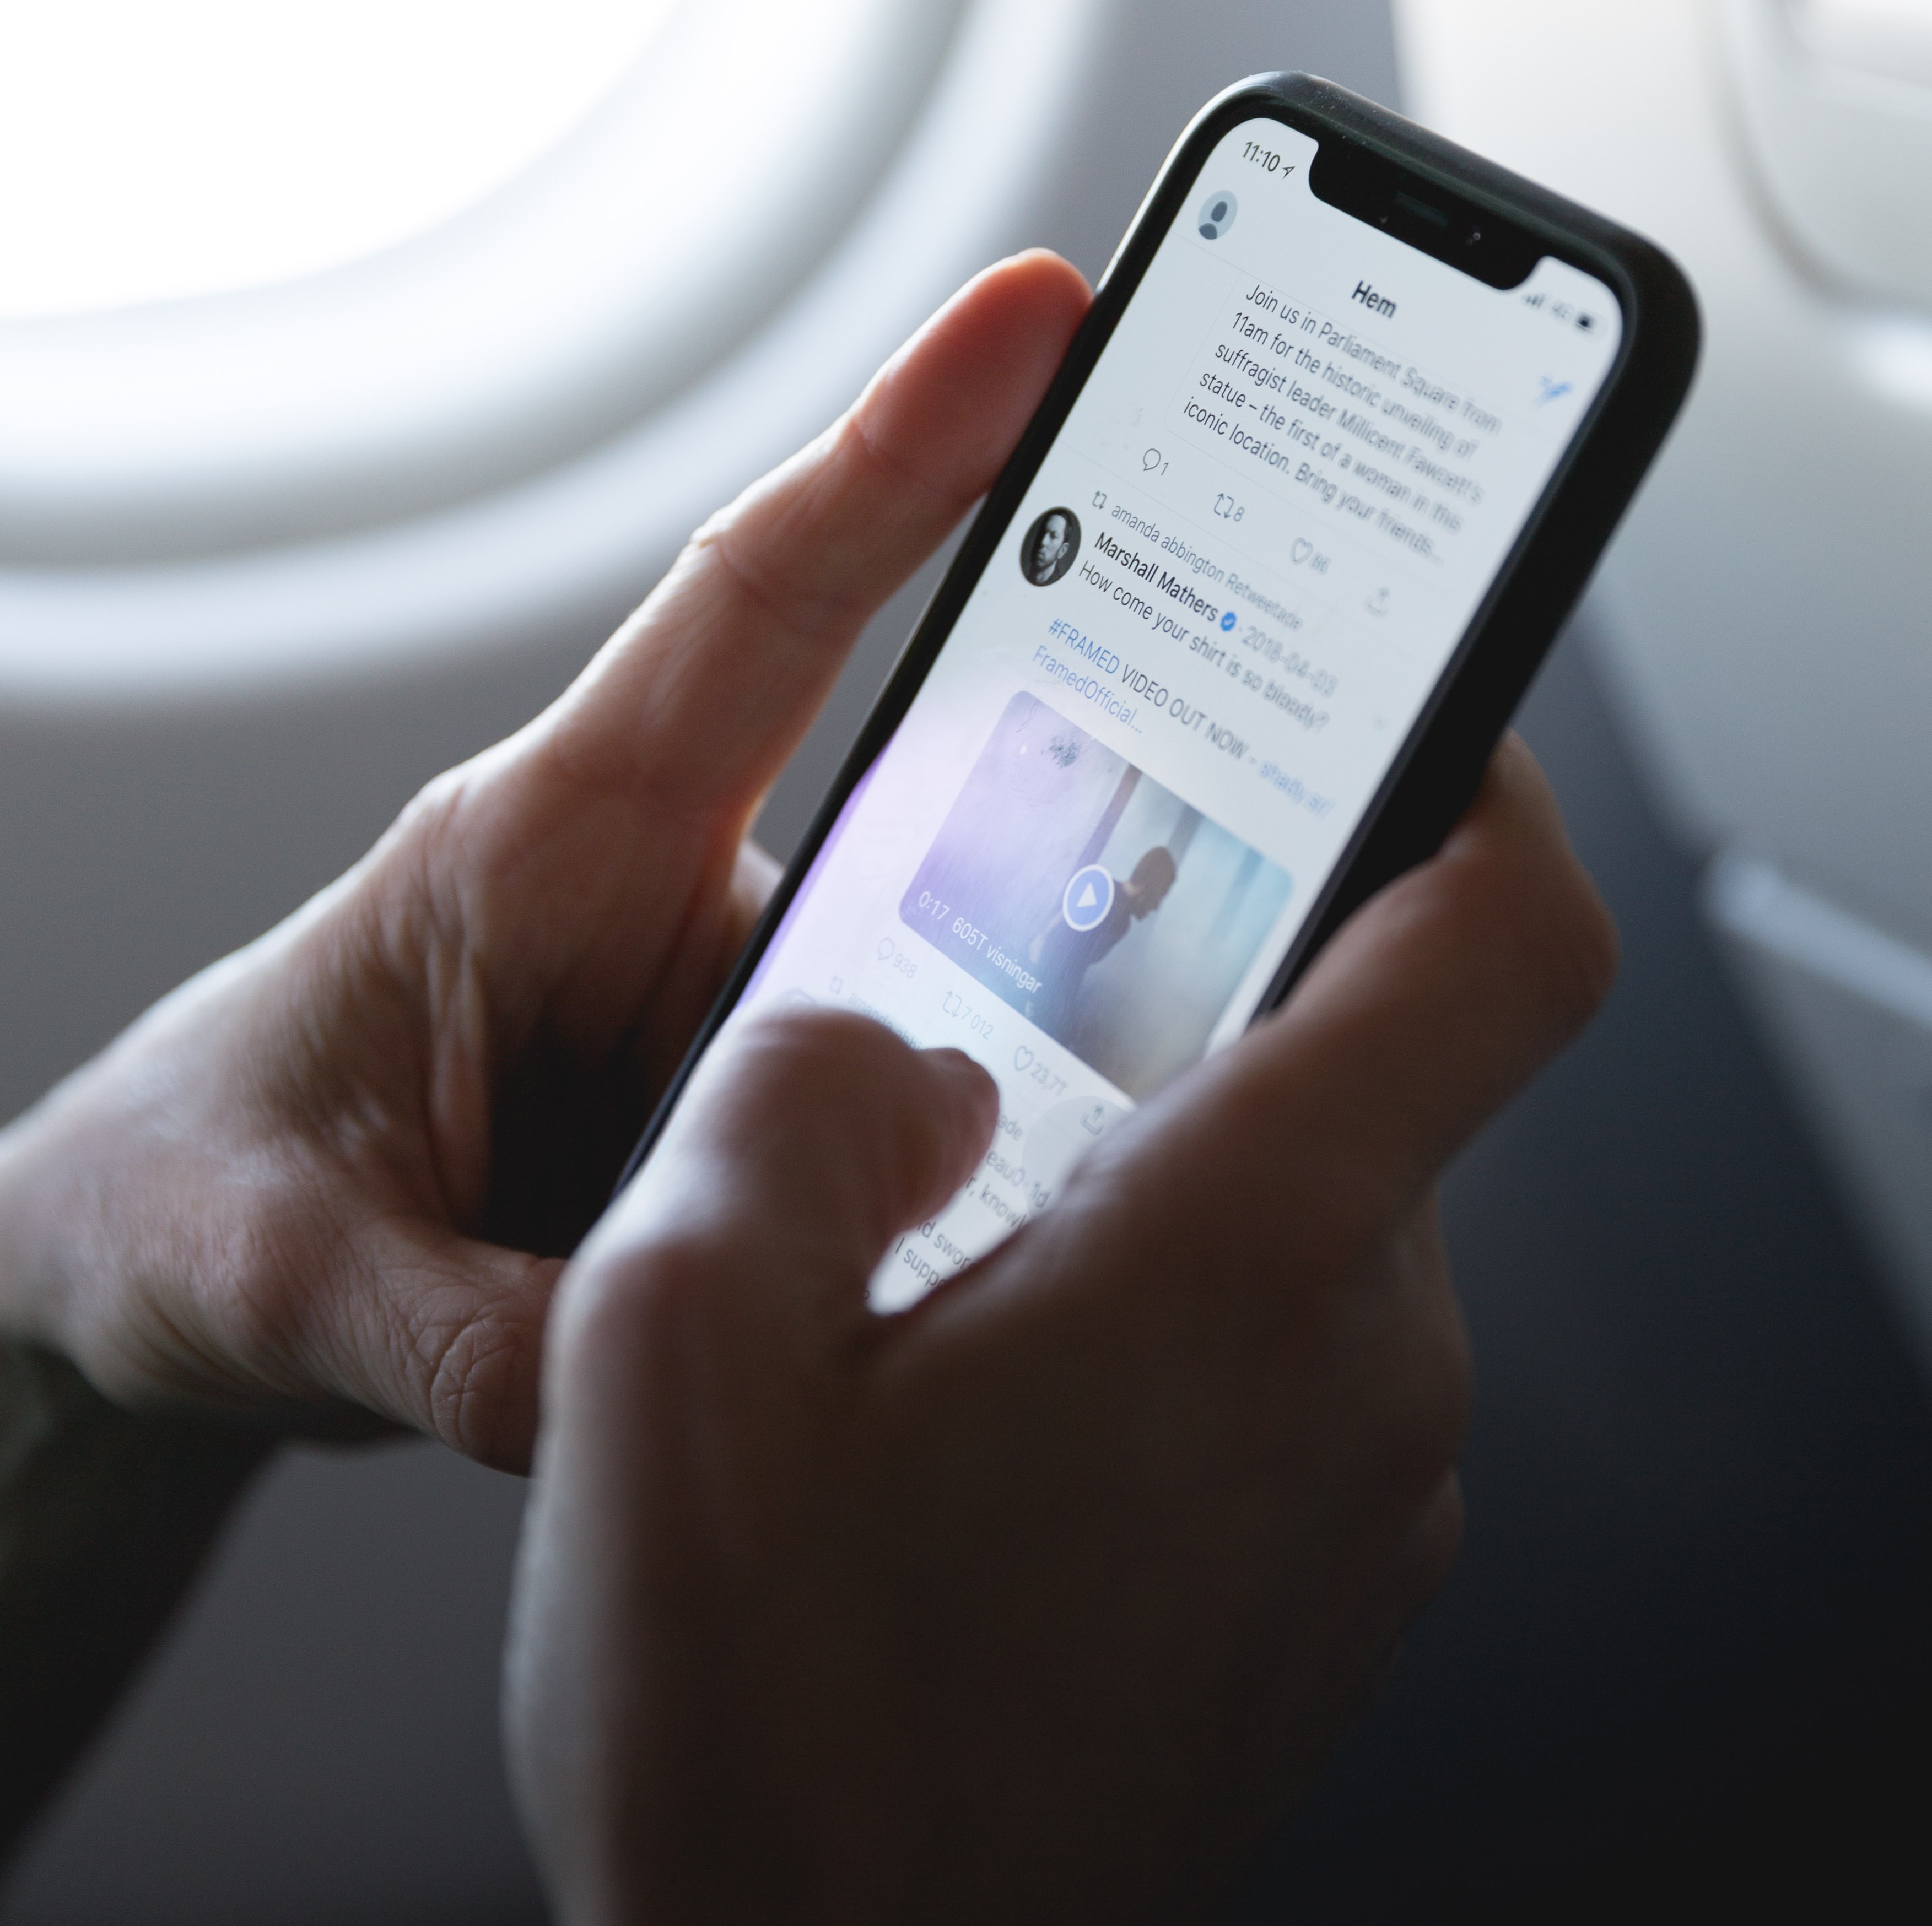 11:10
Hem
Join us in Parliament Square from
11am for the historic unveiling of
suffragist leader Millicent Fawcett's
statue – the first of a woman in this
iconic location. Bring your friends...
1 8 86
amanda abbington Retweetade
Marshall Mathers · 2018-04-03
How come your shirt is so bloody?
#FRAMED VIDEO OUT NOW - shady.sr/
FramedOfficial...
0:17 605T visningar
938 7 012 23,7T
I